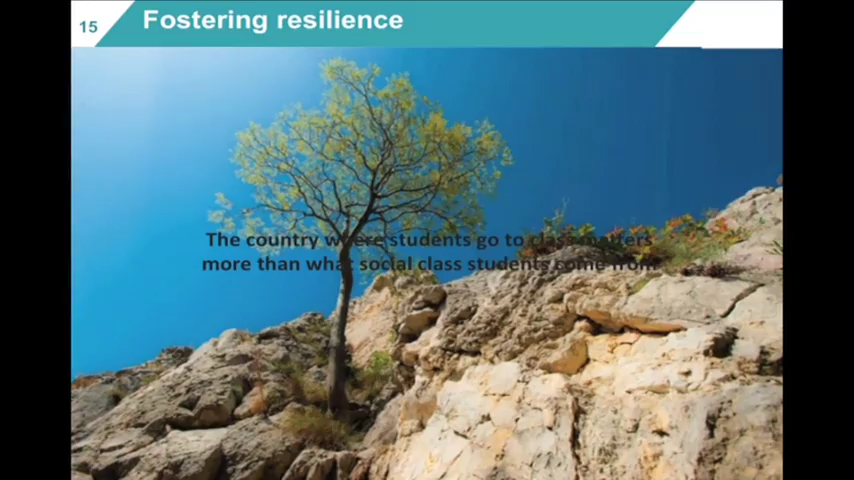 15
Fostering resilience
The country where students go to class matters
more than what social class students come from